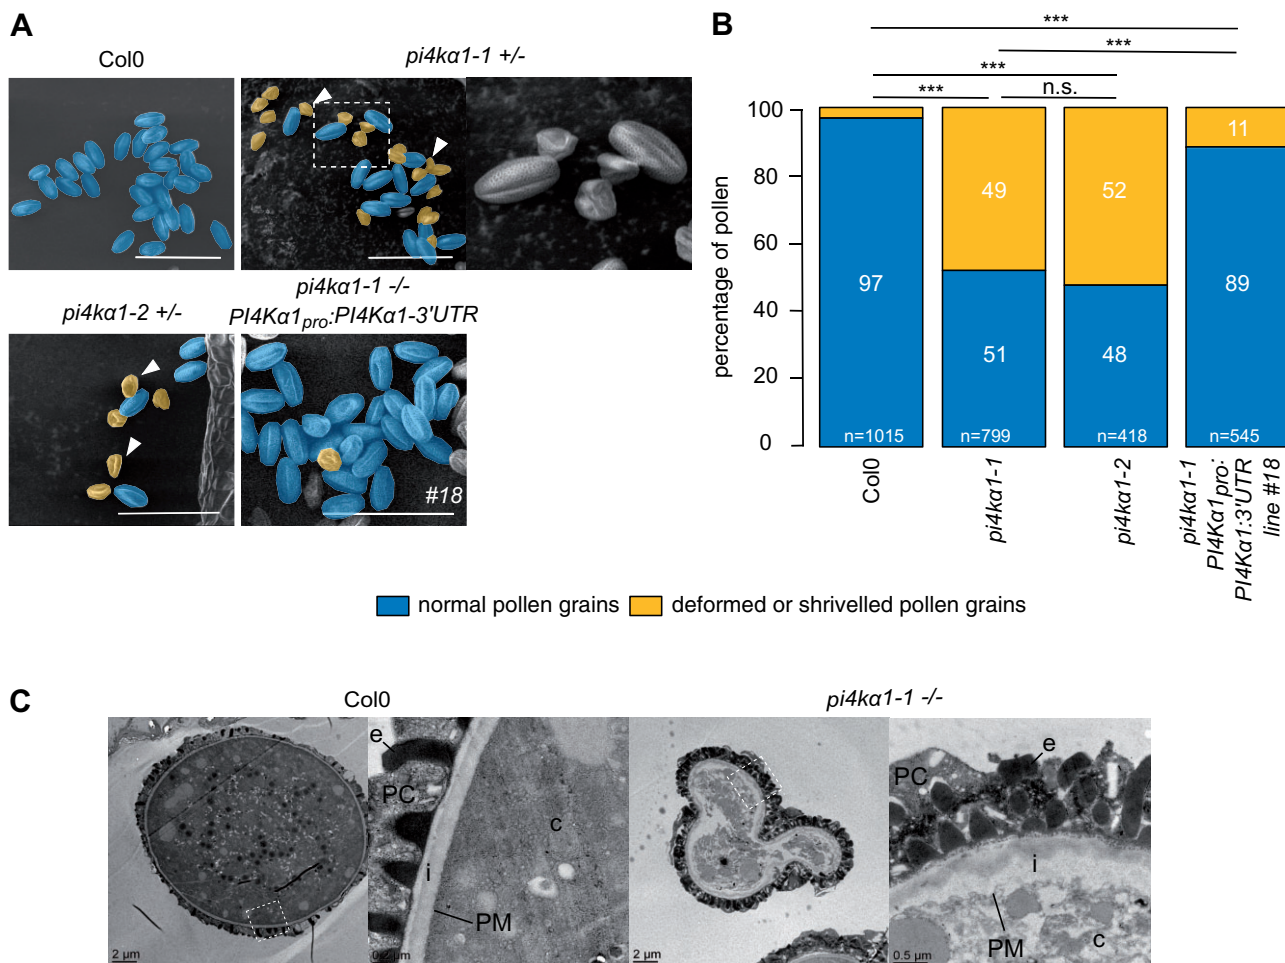 A
Col0
pi4kα1-1 +/-
pi4kα1-2 +/-
pi4kα1-1 -/-
PI4Kα1pro:PI4Kα1-3'UTR
#18
B
***
***
***
***
n.s.
percentage of pollen
100
80
60
40
20
0
97
n=1015
49
51
n=799
52
48
n=418
11
89
n=545
Col0
pi4kα1-1
pi4kα1-2
pi4kα1-1
PI4Kα1pro:
PI4Kα1:3'UTR
line #18
normal pollen grains
deformed or shrivelled pollen grains
C
Col0
pi4kα1-1 -/-
2 µm
e
PC
c
i
PM
2 µm
e
PC
i
PM
c
0.5 µm